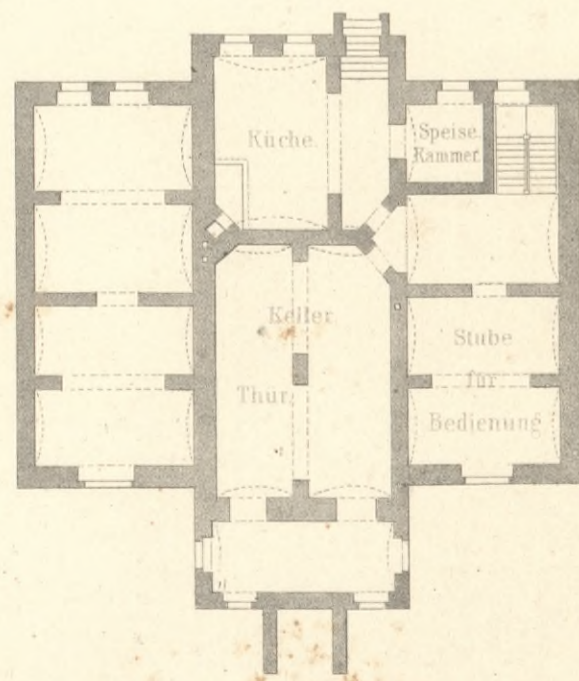 Küche.
Speise
Kammer.
Keller
Thür.
Stube
für
Bedienung